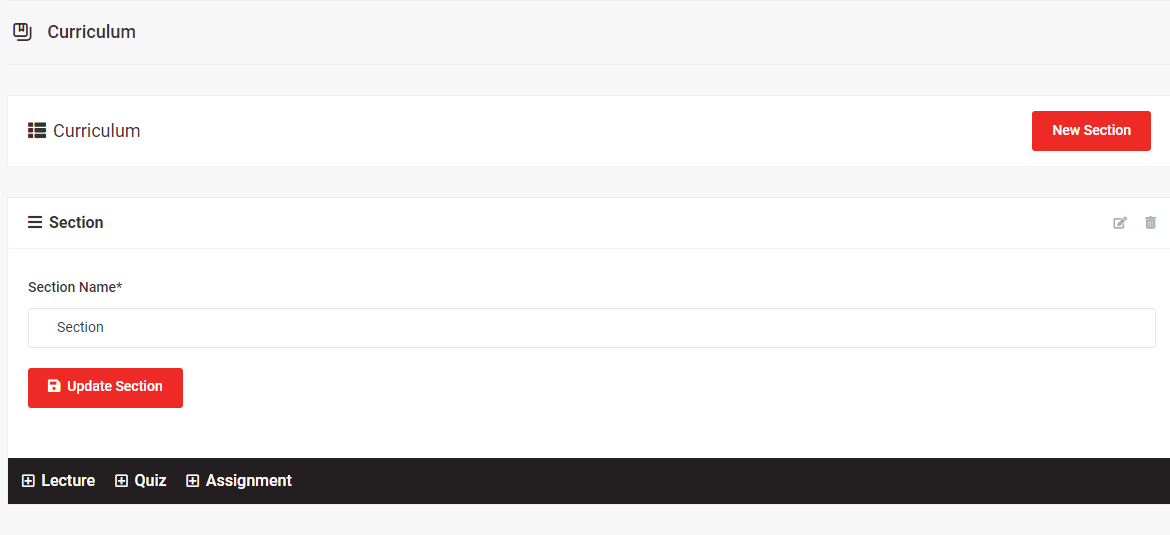 Curriculum
Curriculum
New Section
Section
Section Name*
Section
Update Section
Lecture Quiz Assignment